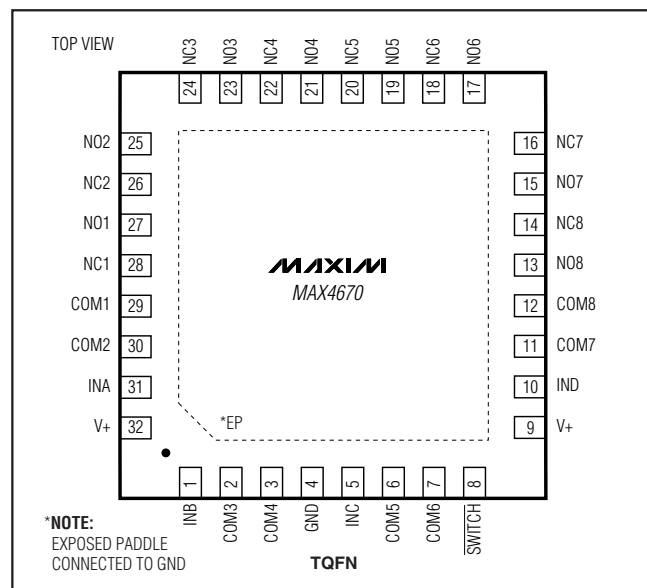 TOP VIEW
NC3 NO3 NC4 NO4 NC5 NO5 NC6 NO6
24 23 22 21 20 19 18 17
NO2 25 16 NC7
NC2 26 15 NO7
NO1 27 14 NC8
NC1 28 13 NO8
MAXIM
MAX4670
COM1 29 12 COM8
COM2 30 11 COM7
INA 31 10 IND
V+ 32 9 V+
*EP
1 2 3 4 5 6 7 8
INB COM3 COM4 GND INC COM5 COM6 SWITCH
*NOTE:
EXPOSED PADDLE
CONNECTED TO GND
TQFN